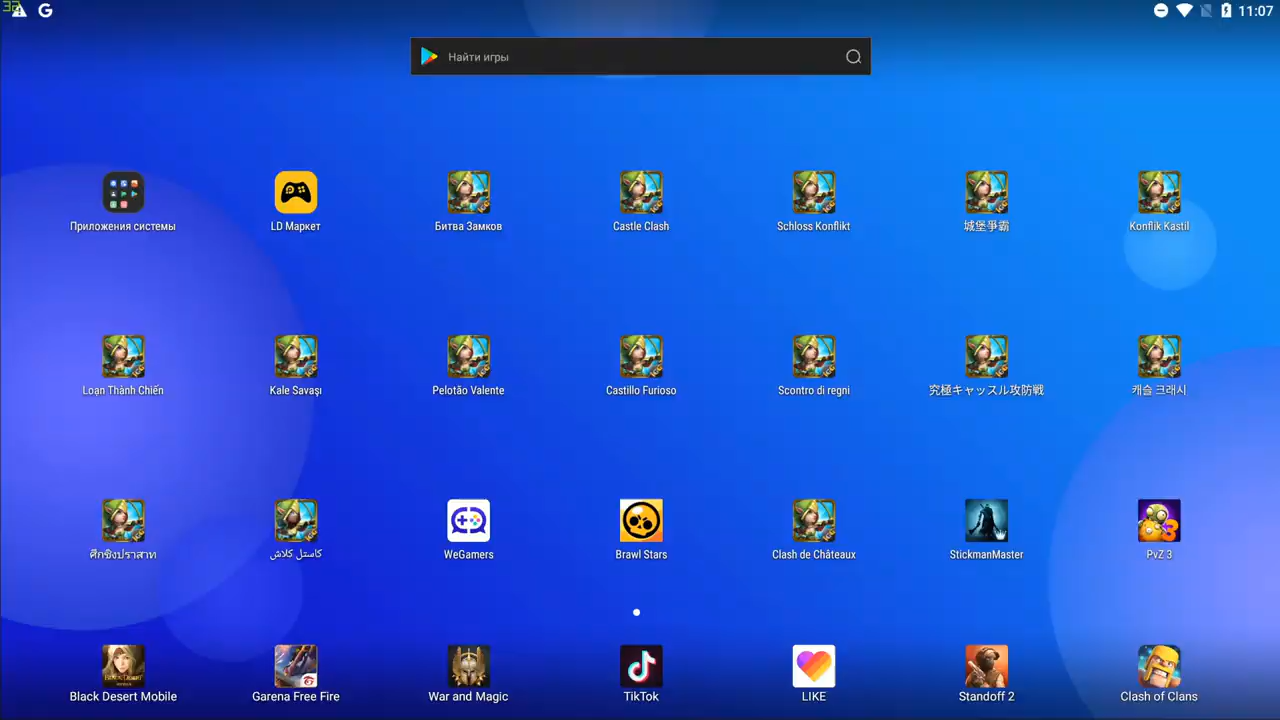 32
11:07
Найти игры
Приложения системы
LD Маркет
Битва Замков
Castle Clash
Schloss Konflikt
城堡爭霸
Konflik Kastil
Loạn Thành Chiến
Kale Savaşı
Pelotão Valente
Castillo Furioso
Scontro di regni
究極キャッスル攻防戦
캐슬 크래시
ศึกชิงปราสาท
كاستل كلاش
WeGamers
Brawl Stars
Clash de Châteaux
StickmanMaster
PvZ 3
Black Desert Mobile
Garena Free Fire
War and Magic
TikTok
LIKE
Standoff 2
Clash of Clans